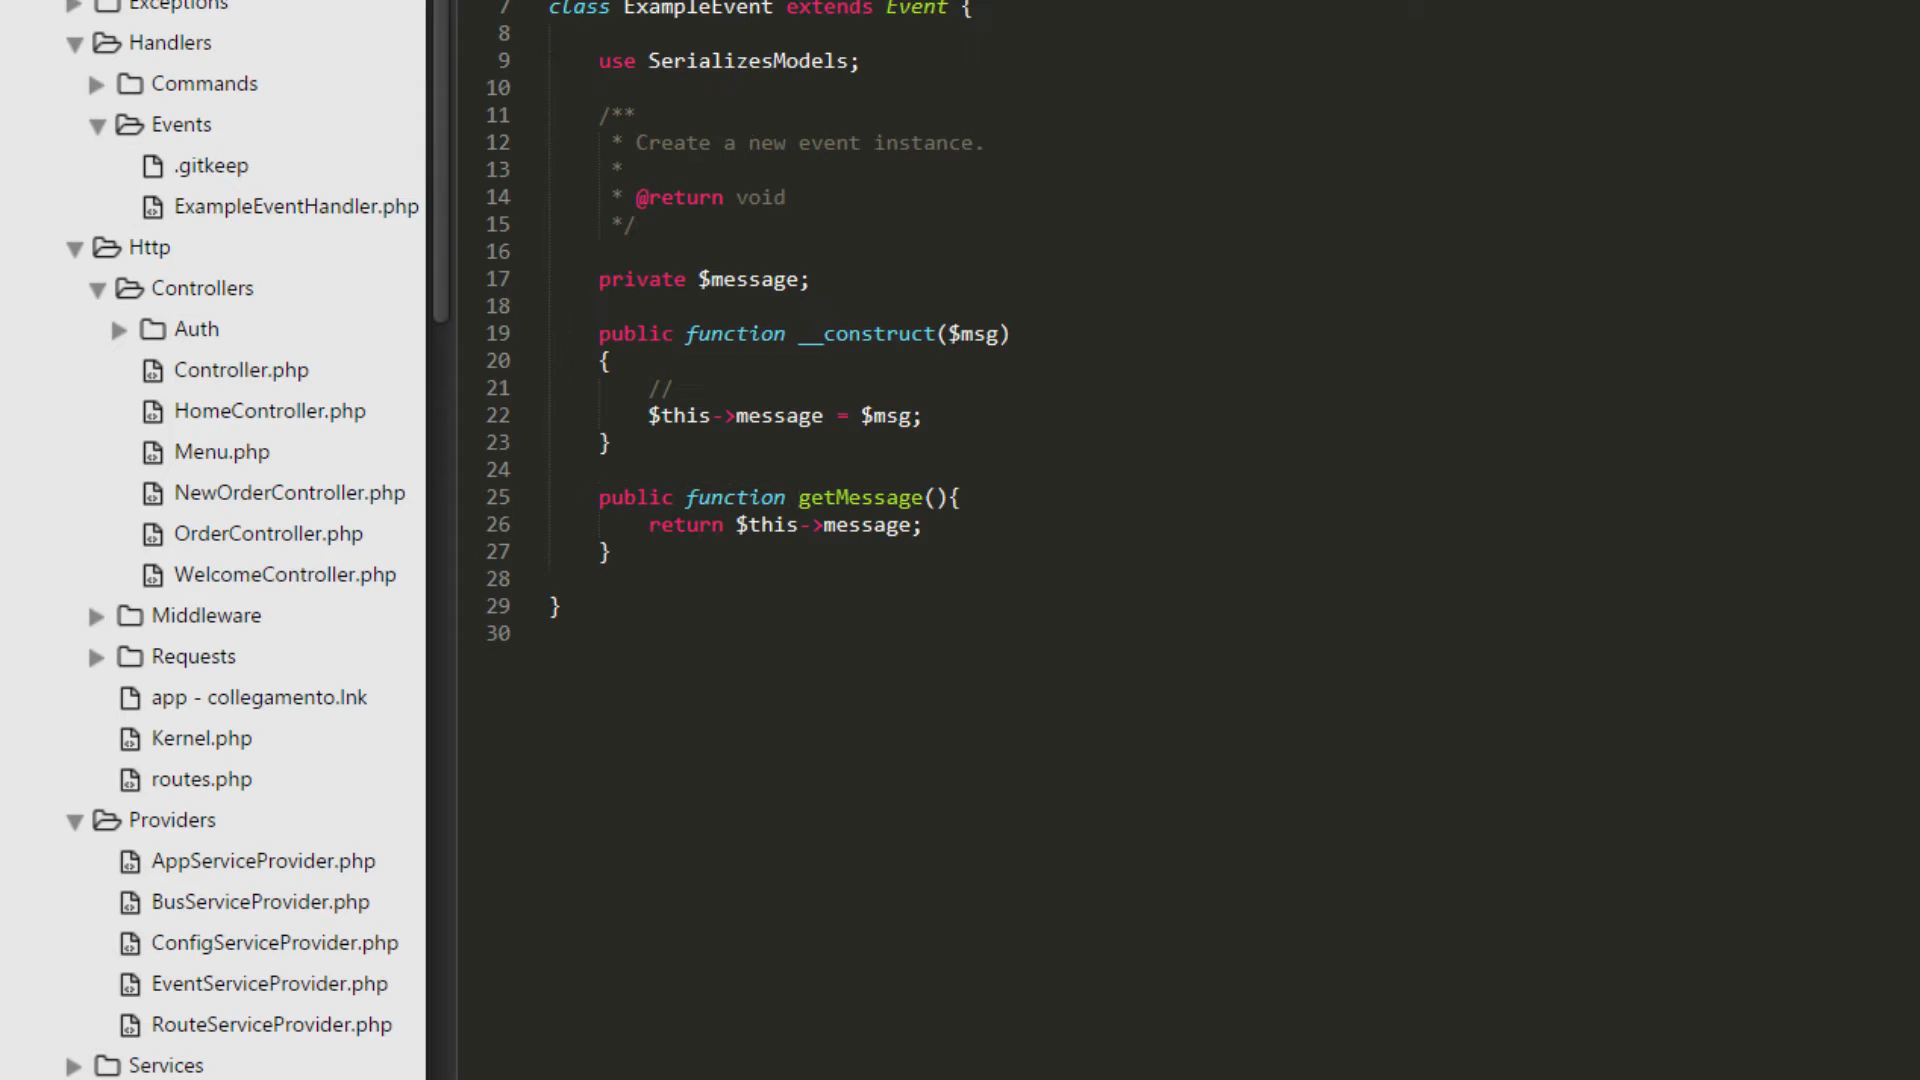 Exceptions
Handlers
Commands
Events
.gitkeep
ExampleEventHandler.php
Http
Controllers
Auth
Controller.php
HomeController.php
Menu.php
NewOrderController.php
OrderController.php
WelcomeController.php
Middleware
Requests
app - collegamento.lnk
Kernel.php
routes.php
Providers
AppServiceProvider.php
BusServiceProvider.php
ConfigServiceProvider.php
EventServiceProvider.php
RouteServiceProvider.php
Services
7 class ExampleEvent extends Event {
8
9 use SerializesModels;
10
11 /**
12 * Create a new event instance.
13 *
14 * @return void
15 */
16
17 private $message;
18
19 public function __construct($msg)
20 {
21 //
22 $this->message = $msg;
23 }
24
25 public function getMessage(){
26 return $this->message;
27 }
28
29 }
30